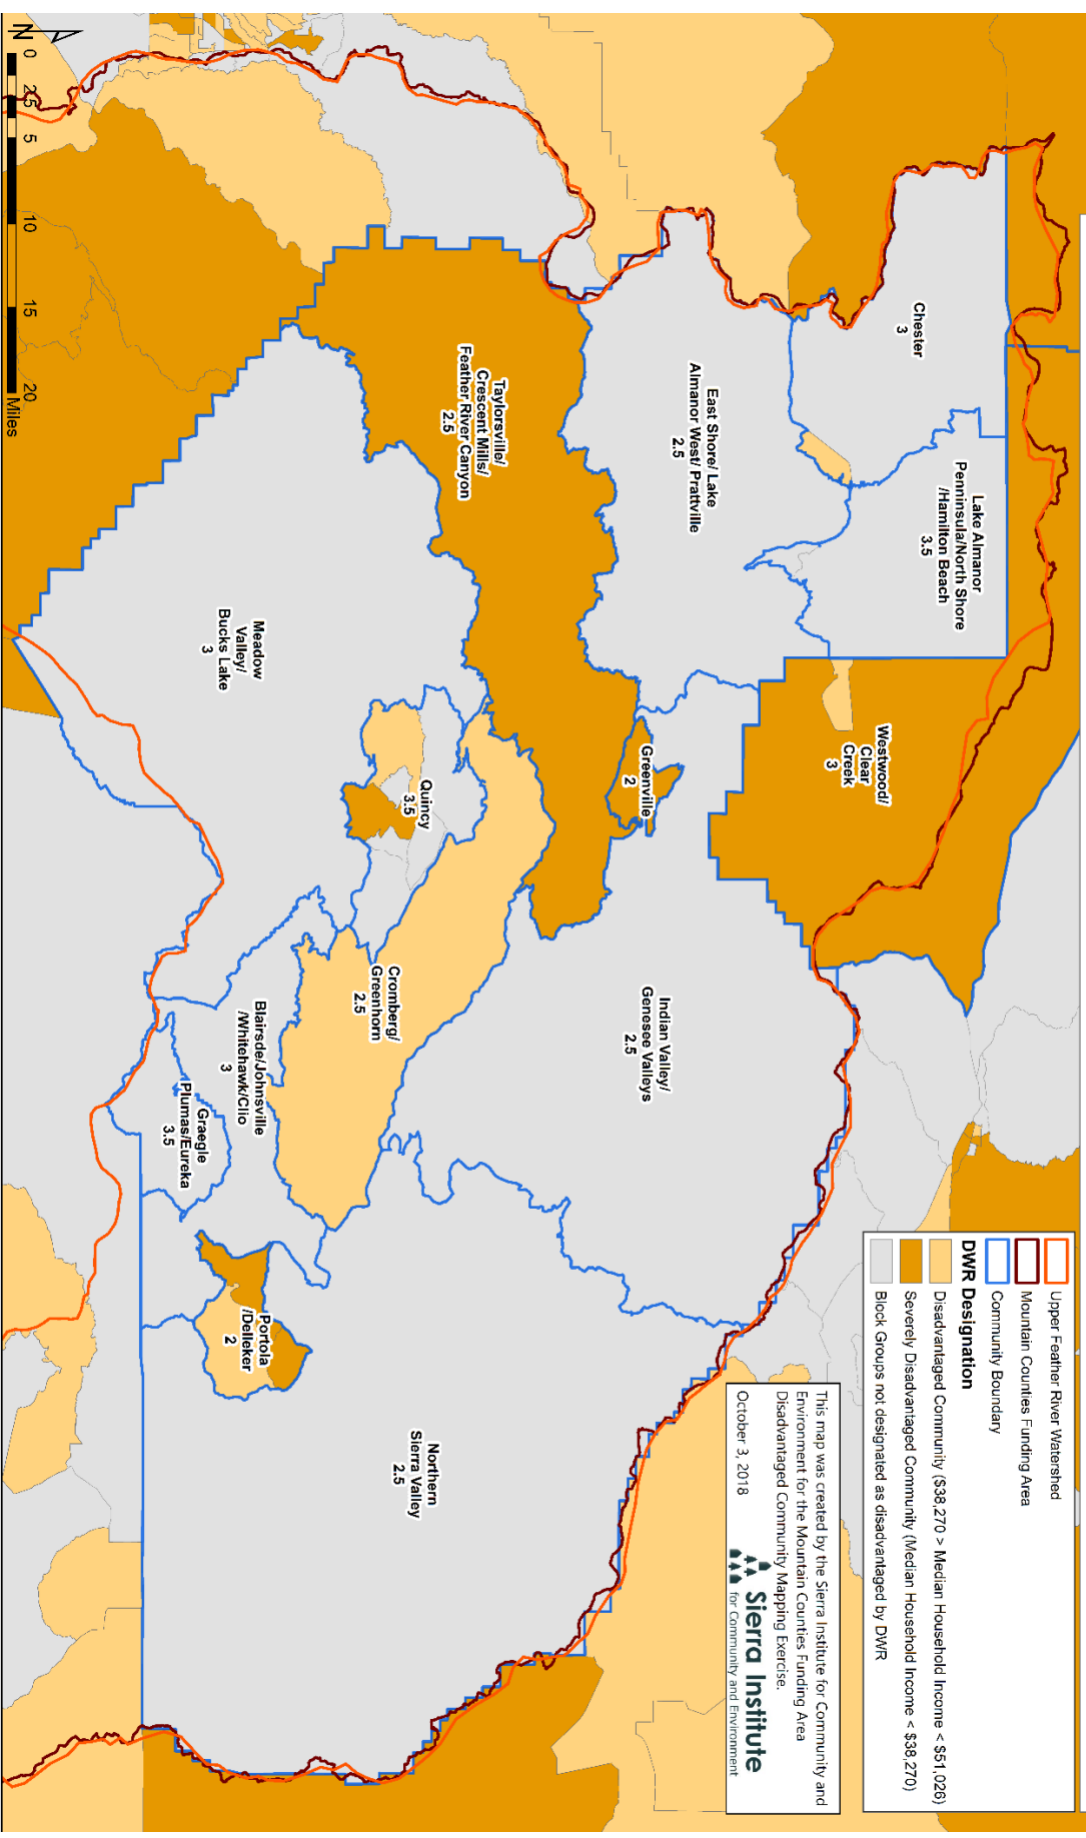 Chester
3
Lake Almanor
Penninsula/North Shore
/Hamilton Beach
3.5
East Shore/ Lake
Almanor West/ Prattville
2.5
Westwood/
Clear
Creek
3
Taylorsville/
Crescent Mills/
Feather River Canyon
2.5
Greenville
2
Indian Valley/
Genesee Valleys
2.5
Meadow
Valley/
Bucks Lake
3
Quincy
3.5
Cromberg/
Greenhorn
2.5
Blairsde/Johnsville
/Whitehawk/Clio
3
Graegle
Plumas/Eureka
3.5
Portola
/Delleker
2
Northern
Sierra Valley
2.5
Upper Feather River Watershed
Mountain Counties Funding Area
Community Boundary
DWR Designation
Disadvantaged Community ($38,270 > Median Household Income < $51,026)
Severely Disadvantaged Community (Median Household Income < $38,270)
Block Groups not designated as disadvantaged by DWR
This map was created by the Sierra Institute for Community and
Environment for the Mountain Counties Funding Area
Disadvantaged Community Mapping Exercise.
October 3, 2018
Sierra Institute
for Community and Environment
N
0 2.5 5 10 15 20
Miles